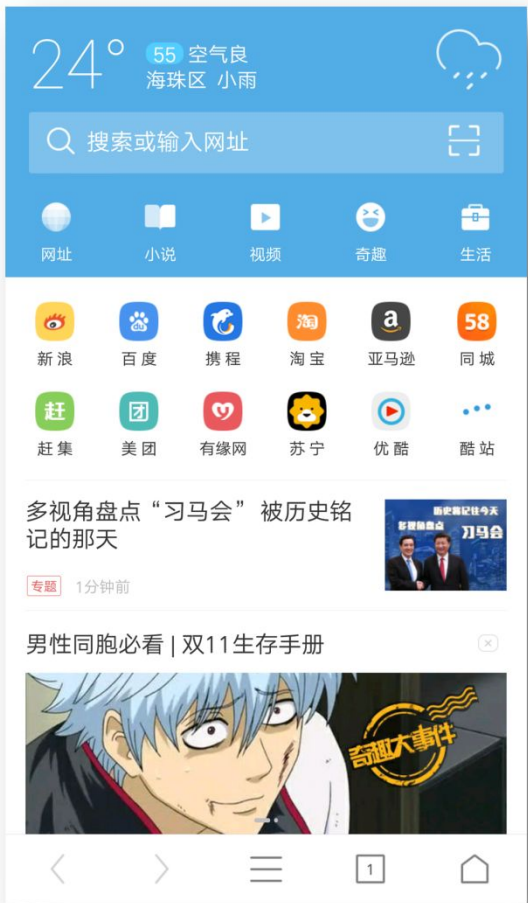 24° 55 空气良
海珠区 小雨
搜索或输入网址
网址 小说 视频 奇趣 生活
淘 a 58
新浪 百度 携程 淘宝 亚马逊 同城
赶 团
赶集 美团 有缘网 苏宁 优酷 酷站
多视角盘点“习马会” 被历史铭
记的那天
历史铭记往今天
多视角盘点
习马会
专题 1分钟前
男性同胞必看 | 双11生存手册
奇趣大事件
1